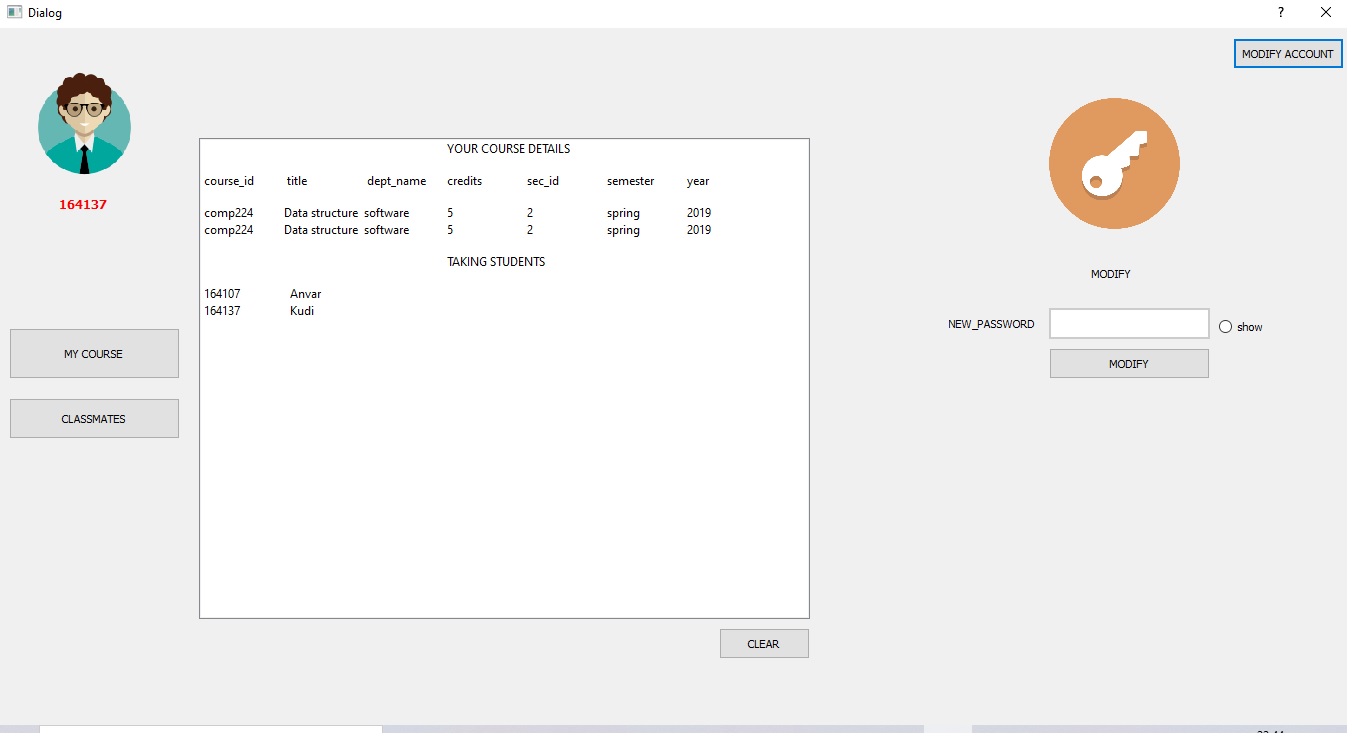 Dialog
?
MODIFY ACCOUNT
164137
MY COURSE
CLASSMATES
YOUR COURSE DETAILS
course_id title dept_name credits sec_id semester year
comp224 Data structure software 5 2 spring 2019
comp224 Data structure software 5 2 spring 2019
TAKING STUDENTS
164107 Anvar
164137 Kudi
CLEAR
MODIFY
NEW_PASSWORD show
MODIFY